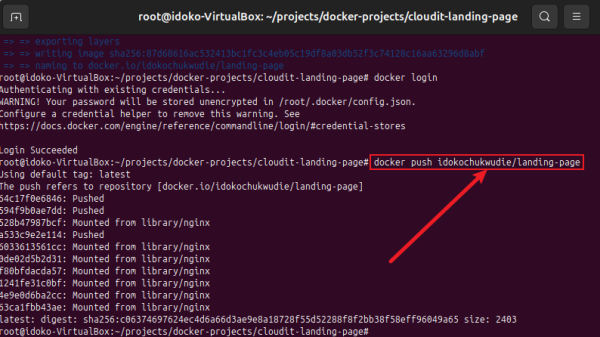 root@idoko-VirtualBox: ~/projects/docker-projects/cloudit-landing-page
=> => exporting layers
=> => writing image sha256:87d68616ac532413bc1fc3c4eb05c19df8a03db52f3c74128c16aa63296d8abf
=> => naming to docker.io/idokochukwudie/landing-page
root@idoko-VirtualBox:~/projects/docker-projects/cloudit-landing-page# docker login
Authenticating with existing credentials...
WARNING! Your password will be stored unencrypted in /root/.docker/config.json.
Configure a credential helper to remove this warning. See
https://docs.docker.com/engine/reference/commandline/login/#credential-stores
Login Succeeded
root@idoko-VirtualBox:~/projects/docker-projects/cloudit-landing-page# docker push idokochukwudie/landing-page
Using default tag: latest
The push refers to repository [docker.io/idokochukwudie/landing-page]
64c17f0e6846: Pushed
594f9b0ae7dd: Pushed
528b47987bcf: Mounted from library/nginx
a533c9e2e114: Pushed
6033613561cc: Mounted from library/nginx
0de02d5b2d31: Mounted from library/nginx
f80bfdacda57: Mounted from library/nginx
1241fe31c0bf: Mounted from library/nginx
4e9e0d6ba2cc: Mounted from library/nginx
63ca1fbb43ae: Mounted from library/nginx
latest: digest: sha256:c06374697624ec4d6a66d3ae9e8a18728f55d52288f8f2bb38f58eff96049a65 size: 2403
root@idoko-VirtualBox:~/projects/docker-projects/cloudit-landing-page#